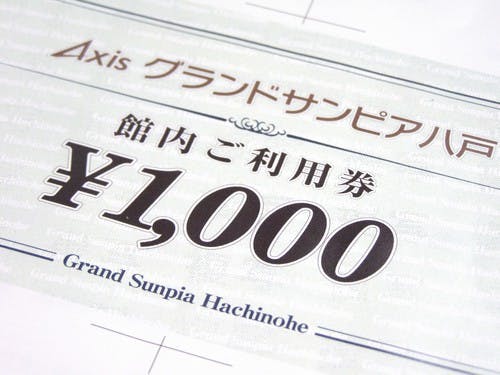 Axis グランドサンピア八戸
館内ご利用券
¥1,000
Grand Sunpia Hachinohe